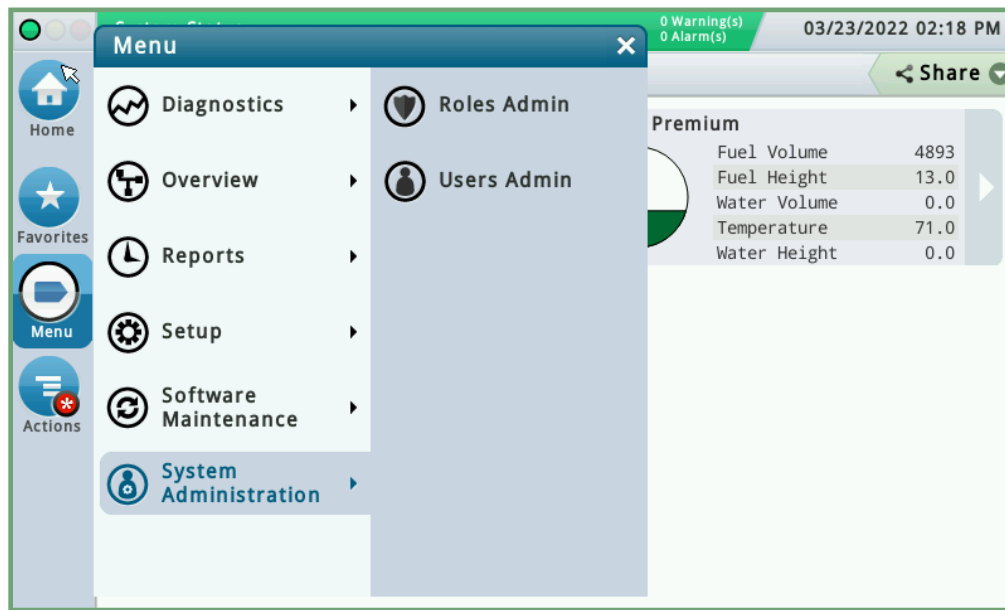 0 Warning(s)
0 Alarm(s)
03/23/2022 02:18 PM
Menu
Share
Home
Favorites
Menu
Actions
Diagnostics
Overview
Reports
Setup
Software
Maintenance
System
Administration
Roles Admin
Users Admin
Premium
Fuel Volume 4893
Fuel Height 13.0
Water Volume 0.0
Temperature 71.0
Water Height 0.0